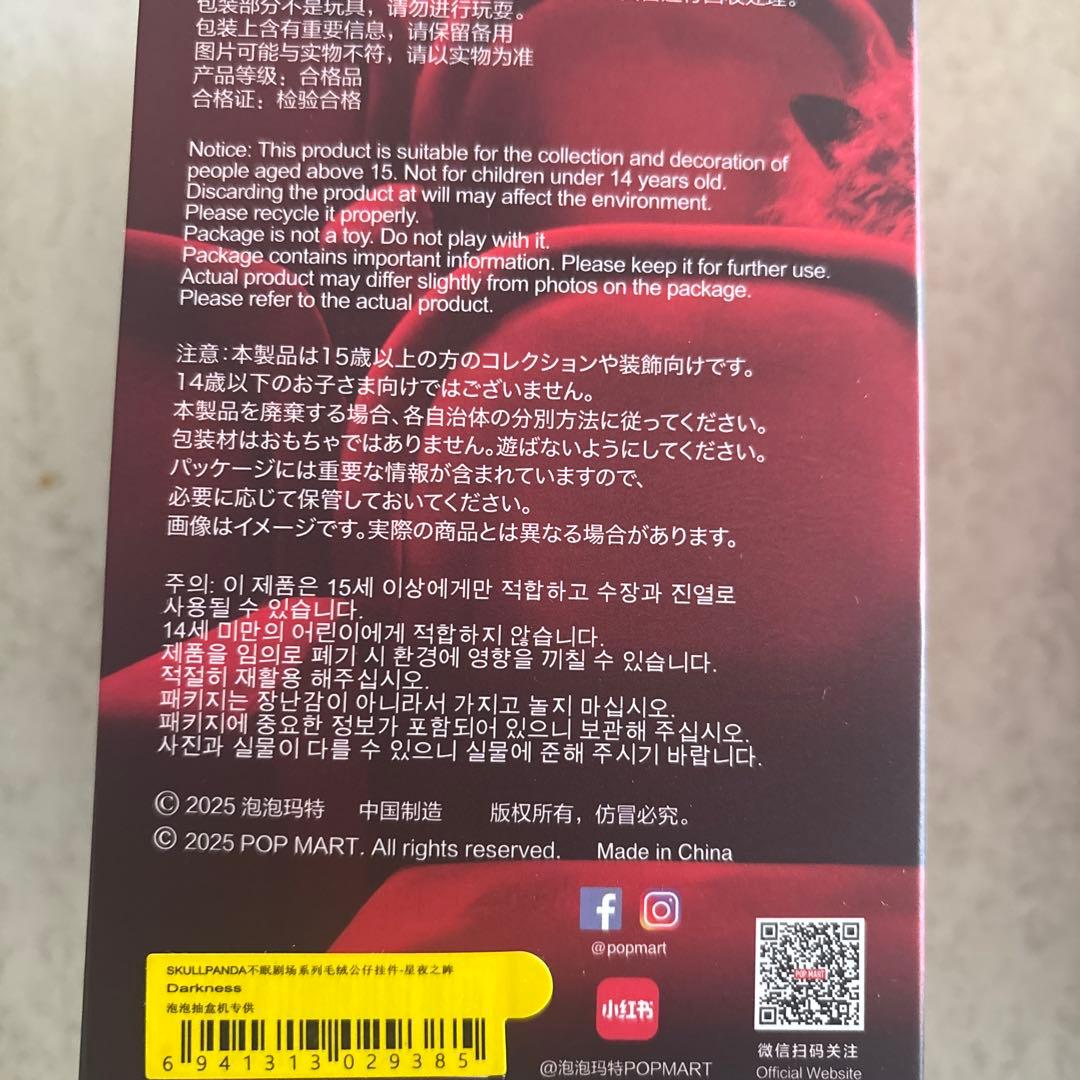 包装部分不是玩具，请勿进行玩耍。
包装上含有重要信息，请保留备用
图片可能与实物不符，请以实物为准
产品等级：合格品
合格证：检验合格
Notice: This product is suitable for the collection and decoration of
people aged above 15. Not for children under 14 years old.
Discarding the product at will may affect the environment.
Please recycle it properly.
Package is not a toy. Do not play with it.
Package contains important information. Please keep it for further use.
Actual product may differ slightly from photos on the package.
Please refer to the actual product.
注意：本製品は15歳以上の方のコレクションや装飾向けです。
14歳以下のお子さま向けではございません。
本製品を廃棄する場合、各自治体の分別方法に従ってください。
包装材はおもちゃではありません。遊ばないようにしてください。
パッケージには重要な情報が含まれていますので、
必要に応じて保管しておいてください。
画像はイメージです。実際の商品とは異なる場合があります。
주의: 이 제품은 15세 이상에게만 적합하고 수장과 진열로
사용될 수 있습니다.
14세 미만의 어린이에게 적합하지 않습니다.
제품을 임의로 폐기 시 환경에 영향을 끼칠 수 있습니다.
적절히 재활용 해주십시오.
패키지는 장난감이 아니라서 가지고 놀지 마십시오.
패키지에 중요한 정보가 포함되어 있으니 보관해 주십시오.
사진과 실물이 다를 수 있으니 실물에 준해 주시기 바랍니다.
© 2025 泡泡玛特 中国制造 版权所有，仿冒必究。
© 2025 POP MART. All rights reserved. Made in China
@popmart
SKULLPANDA不眠剧场系列毛绒公仔挂件-星夜之眸
Darkness
泡泡抽盒机专供
6 941313 029385
小红书
@泡泡玛特POPMART
POP MART
微信扫码关注
Official Website